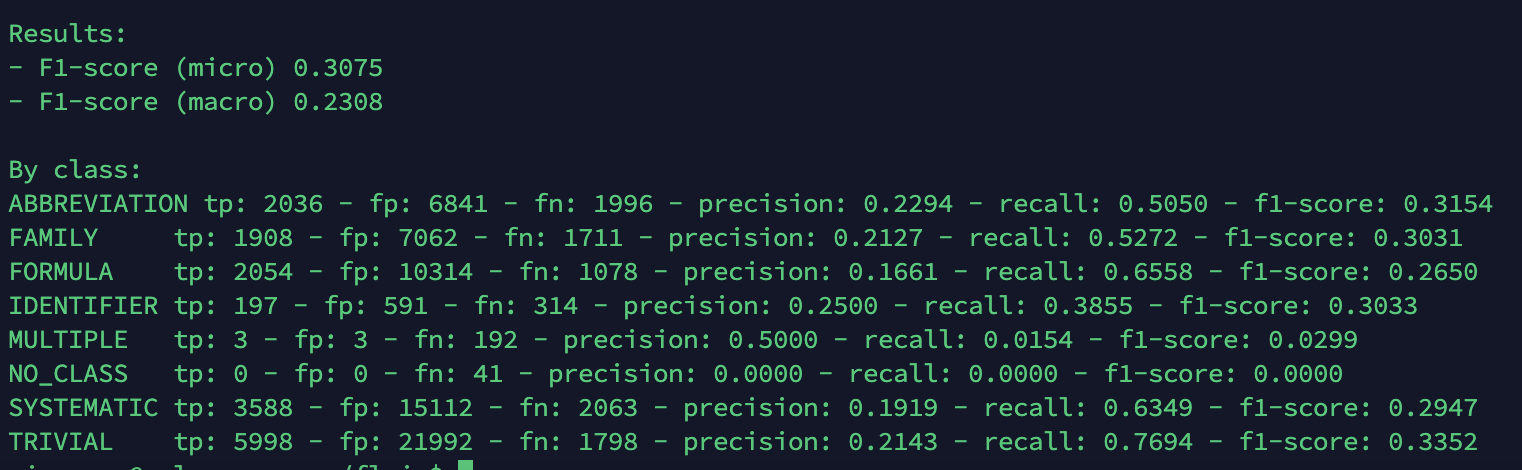 Results:
- F1-score (micro) 0.3075
- F1-score (macro) 0.2308
By class:
ABBREVIATION tp: 2036 - fp: 6841 - fn: 1996 - precision: 0.2294 - recall: 0.5050 - f1-score: 0.3154
FAMILY tp: 1908 - fp: 7062 - fn: 1711 - precision: 0.2127 - recall: 0.5272 - f1-score: 0.3031
FORMULA tp: 2054 - fp: 10314 - fn: 1078 - precision: 0.1661 - recall: 0.6558 - f1-score: 0.2650
IDENTIFIER tp: 197 - fp: 591 - fn: 314 - precision: 0.2500 - recall: 0.3855 - f1-score: 0.3033
MULTIPLE tp: 3 - fp: 3 - fn: 192 - precision: 0.5000 - recall: 0.0154 - f1-score: 0.0299
NO_CLASS tp: 0 - fp: 0 - fn: 41 - precision: 0.0000 - recall: 0.0000 - f1-score: 0.0000
SYSTEMATIC tp: 3588 - fp: 15112 - fn: 2063 - precision: 0.1919 - recall: 0.6349 - f1-score: 0.2947
TRIVIAL tp: 5998 - fp: 21992 - fn: 1798 - precision: 0.2143 - recall: 0.7694 - f1-score: 0.3352